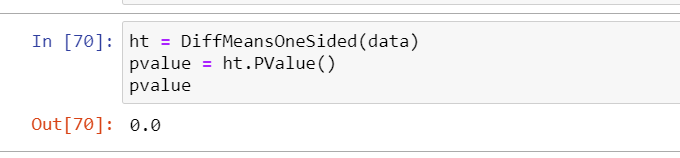 In [70]: ht = DiffMeansOneSided(data)
pvalue = ht.PValue()
pvalue
Out[70]: 0.0